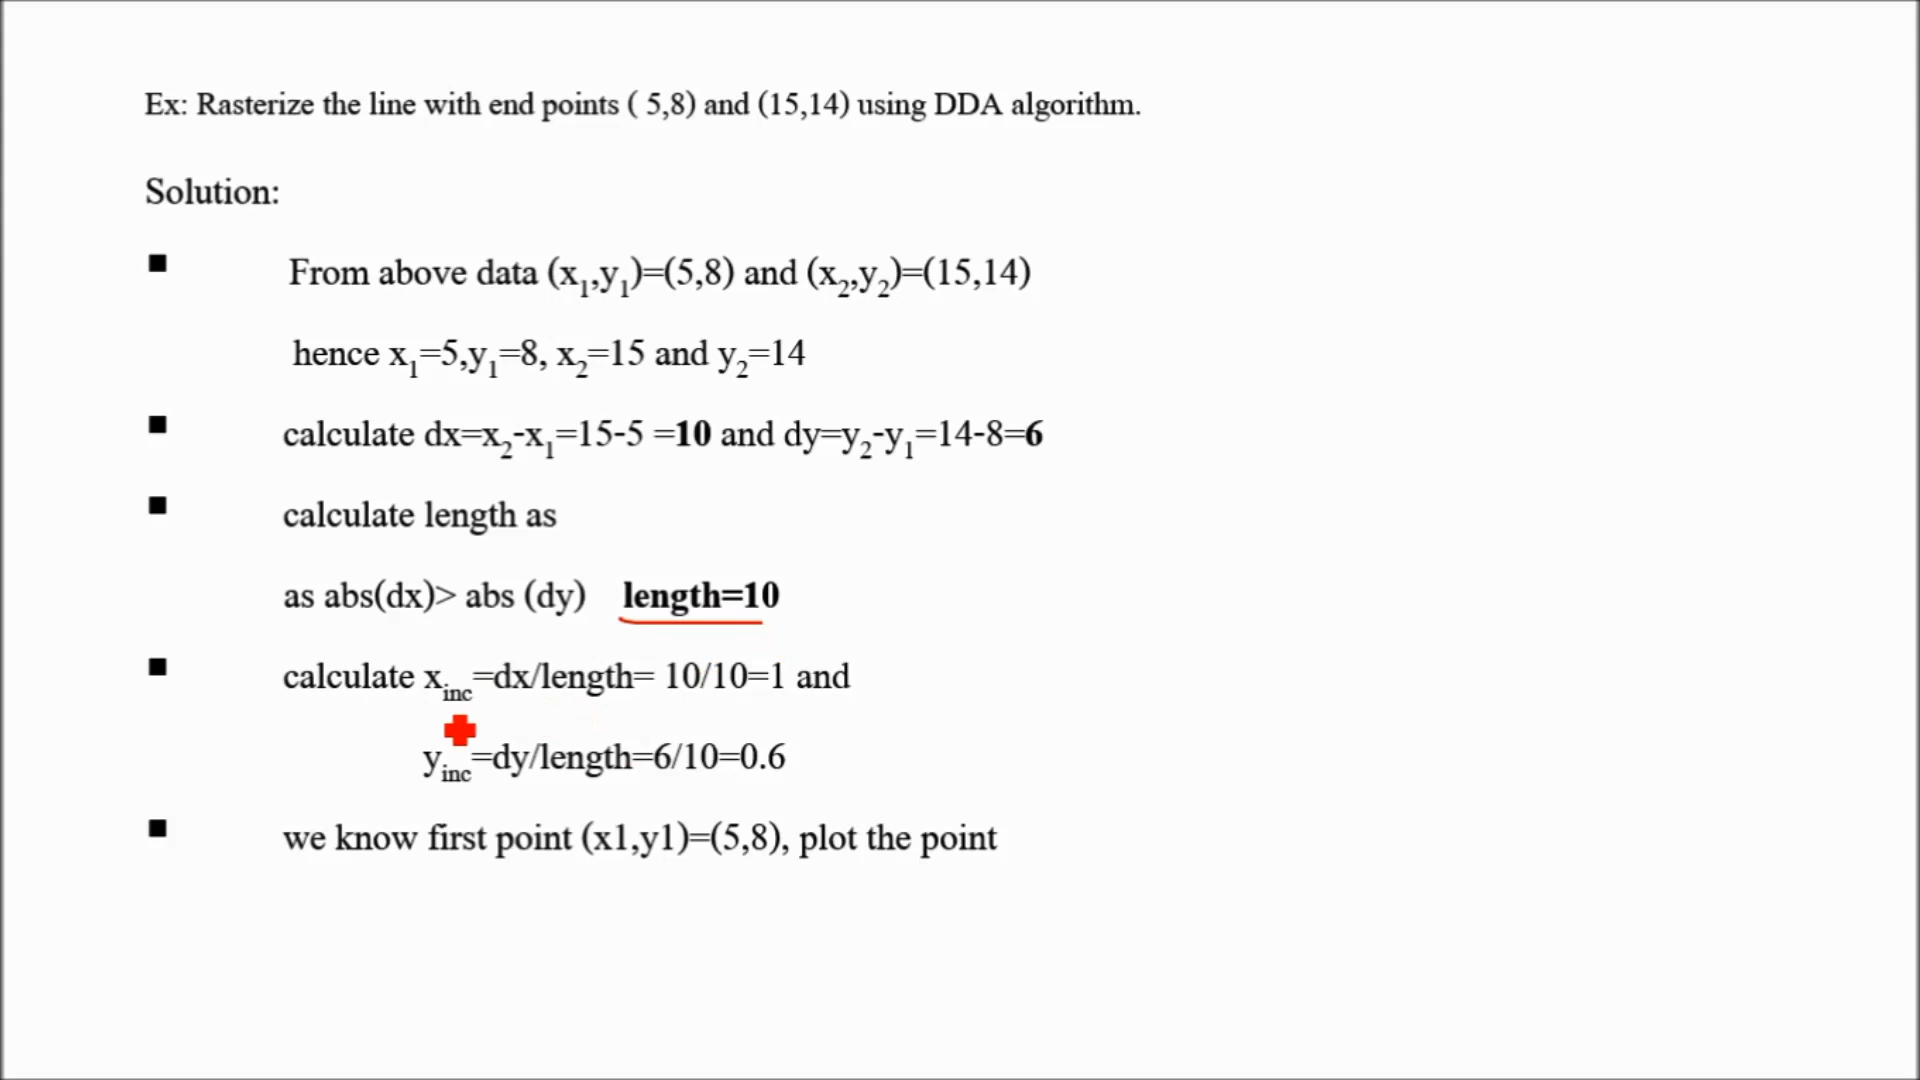 Ex: Rasterize the line with end points ( 5,8) and (15,14) using DDA algorithm.
Solution:
■ From above data (x₁,y₁)=(5,8) and (x₂,y₂)=(15,14)
hence x₁=5,y₁=8, x₂=15 and y₂=14
■ calculate dx=x₂-x₁=15-5 =10 and dy=y₂-y₁=14-8=6
■ calculate length as
as abs(dx)> abs (dy) length=10
■ calculate xinc=dx/length= 10/10=1 and
yinc=dy/length=6/10=0.6
■ we know first point (x1,y1)=(5,8), plot the point